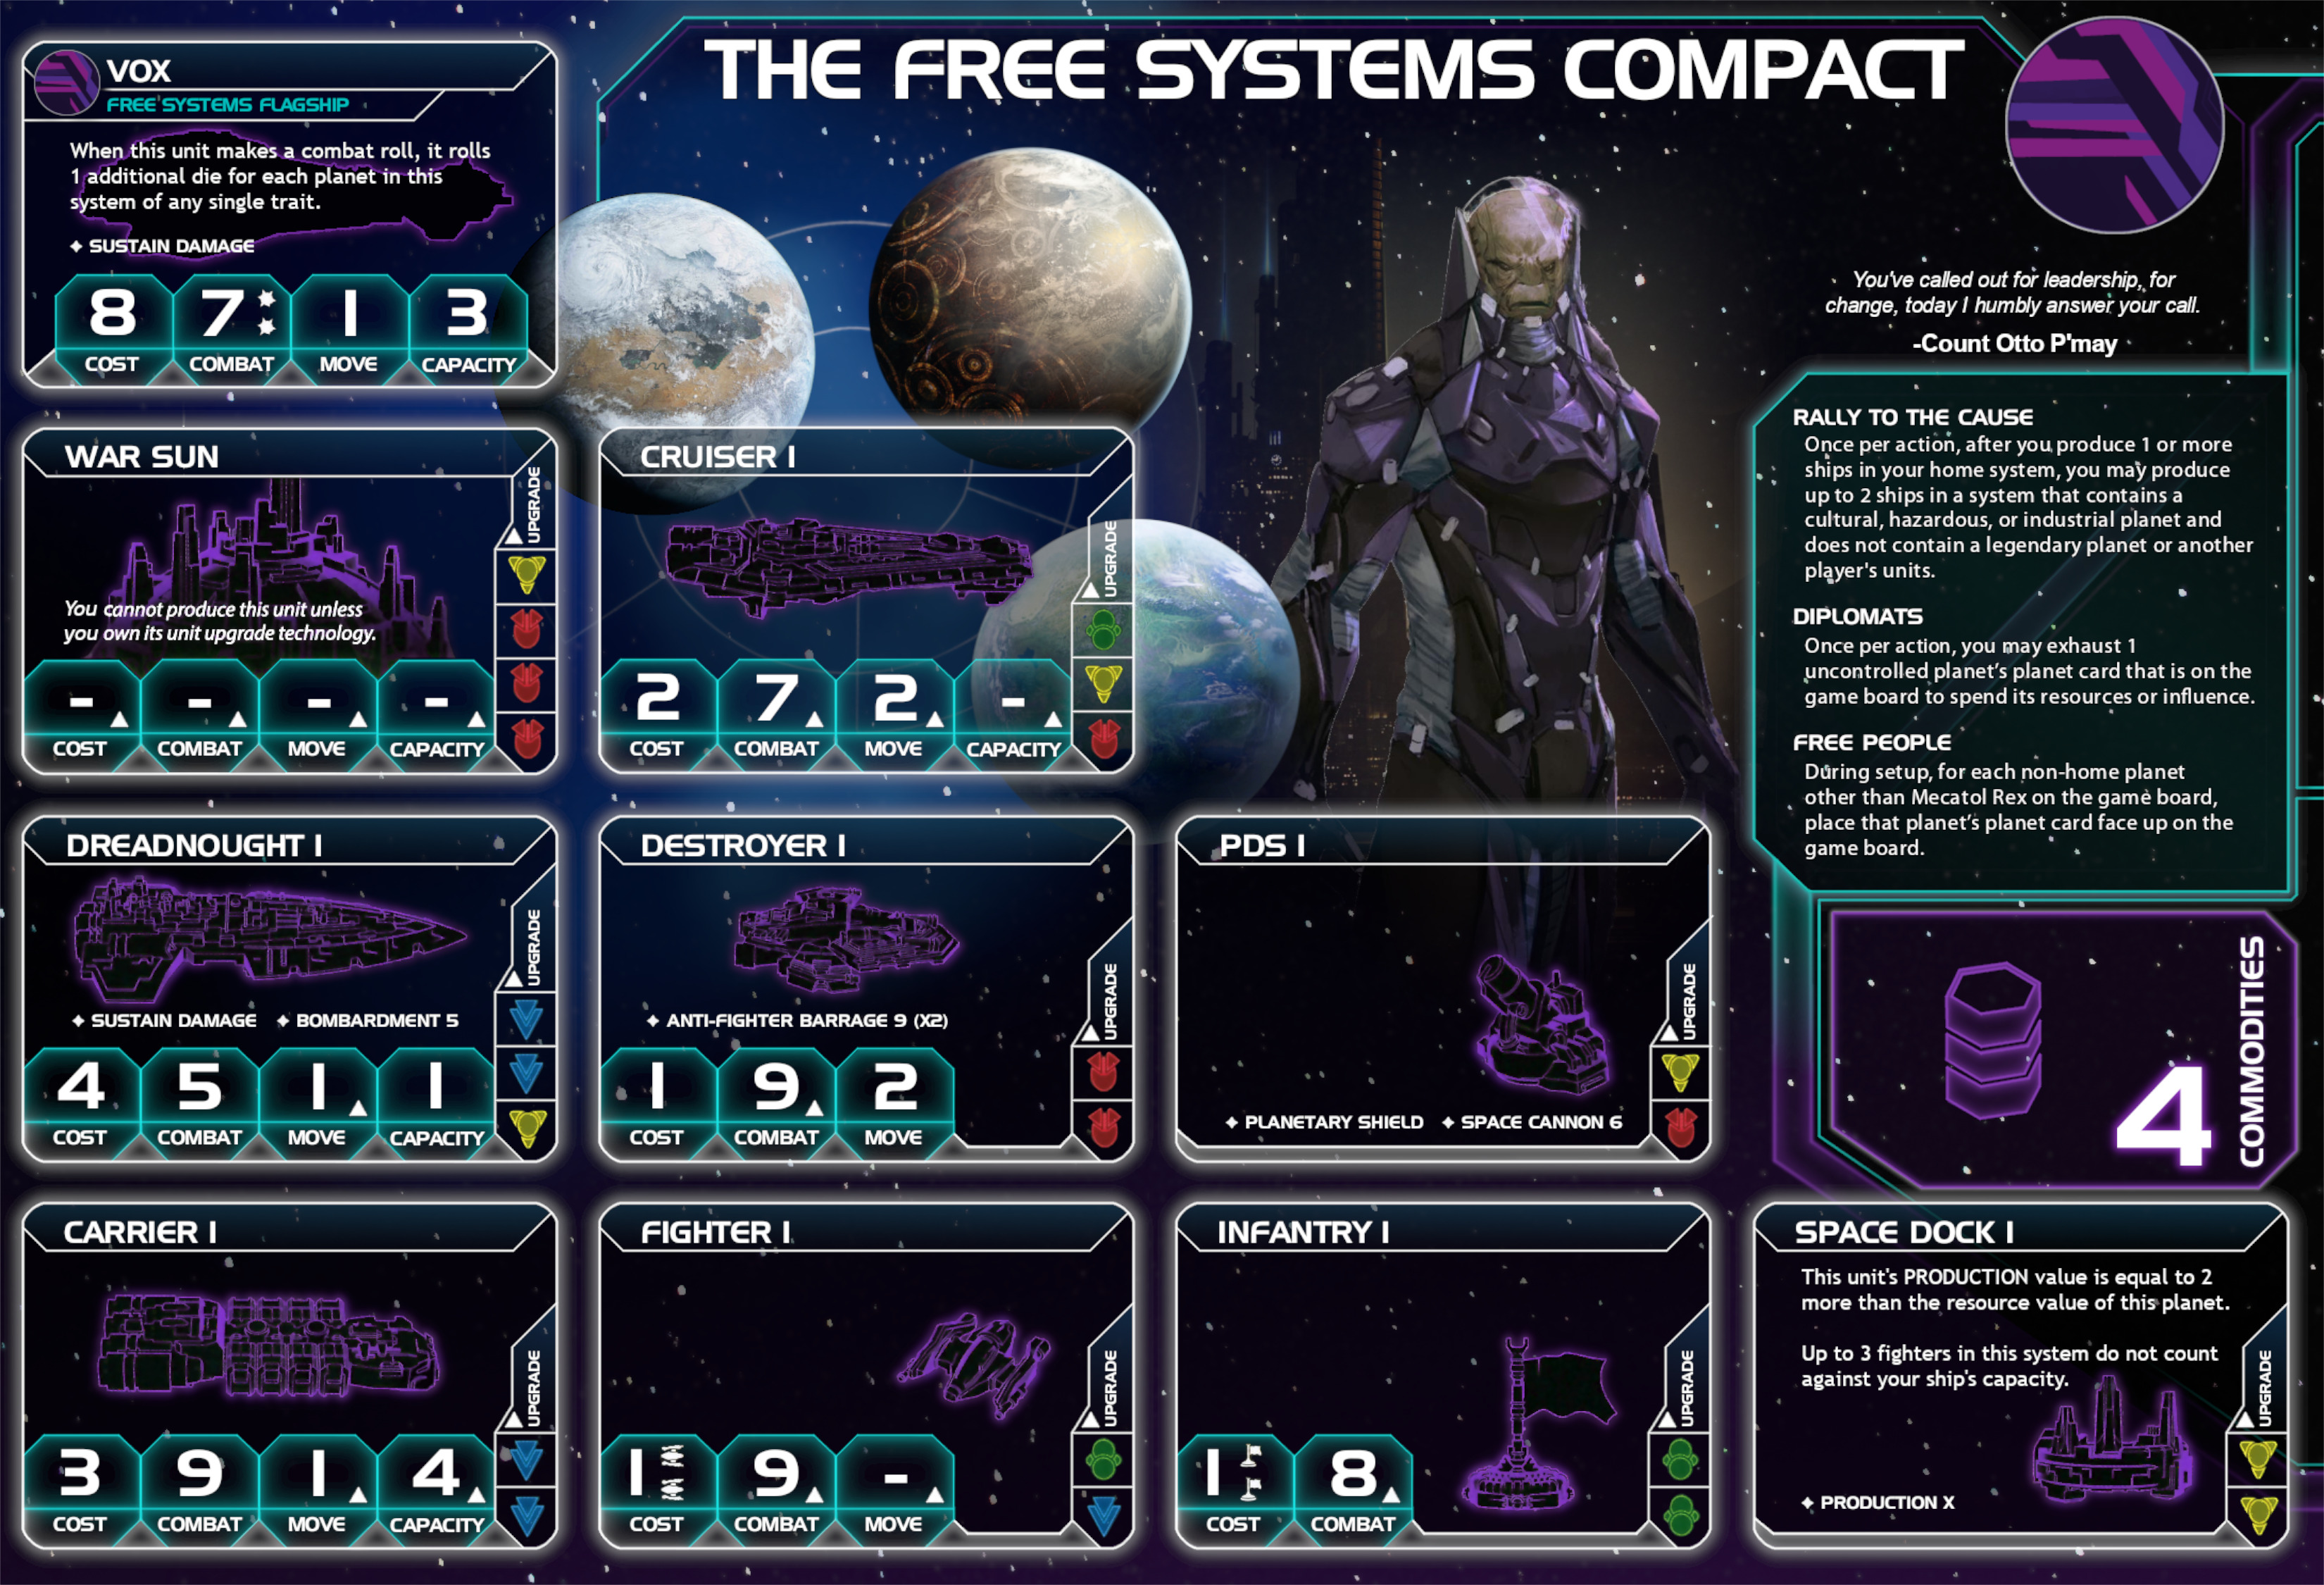 THE FREE SYSTEMS COMPACT
VOX
FREE SYSTEMS FLAGSHIP
When this unit makes a combat roll, it rolls
1 additional die for each planet in this
system of any single trait.
SUSTAIN DAMAGE
8 7 1 3
COST COMBAT MOVE CAPACITY
You've called out for leadership, for
change, today I humbly answer your call.
-Count Otto P'may
RALLY TO THE CAUSE
Once per action, after you produce 1 or more
ships in your home system, you may produce
up to 2 ships in a system that contains a
cultural, hazardous, or industrial planet and
does not contain a legendary planet or another
player's units.
DIPLOMATS
Once per action, you may exhaust 1
uncontrolled planet's planet card that is on the
game board to spend its resources or influence.
FREE PEOPLE
During setup, for each non-home planet
other than Mecatol Rex on the game board,
place that planet's planet card face up on the
game board.
WAR SUN
UPGRADE
You cannot produce this unit unless
you own its unit upgrade technology.
- - - -
COST COMBAT MOVE CAPACITY
CRUISER I
UPGRADE
2 7 2 -
COST COMBAT MOVE CAPACITY
DREADNOUGHT I
UPGRADE
SUSTAIN DAMAGE BOMBARDMENT 5
4 5 1 1
COST COMBAT MOVE CAPACITY
DESTROYER I
UPGRADE
ANTI-FIGHTER BARRAGE 9 (X2)
1 9 2
COST COMBAT MOVE
PDS I
UPGRADE
PLANETARY SHIELD SPACE CANNON 6
4
COMMODITIES
CARRIER I
UPGRADE
3 9 1 4
COST COMBAT MOVE CAPACITY
FIGHTER I
UPGRADE
1 9 -
COST COMBAT MOVE
INFANTRY I
UPGRADE
1 8
COST COMBAT
SPACE DOCK I
This unit's PRODUCTION value is equal to 2
more than the resource value of this planet.
Up to 3 fighters in this system do not count
against your ship's capacity.
UPGRADE
PRODUCTION X